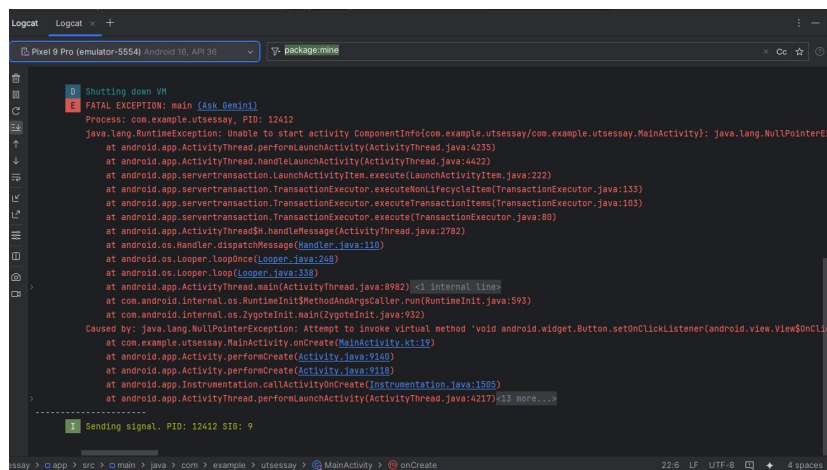 Logcat Logcat
Pixel 9 Pro (emulator-5554) Android 16, API 36 package:mine Cc
D Shutting down VM
E FATAL EXCEPTION: main (Ask Gemini)
Process: com.example.utsessay, PID: 12412
java.lang.RuntimeException: Unable to start activity ComponentInfo{com.example.utsessay/com.example.utsessay.MainActivity}: java.lang.NullPointerE
at android.app.ActivityThread.performLaunchActivity(ActivityThread.java:4235)
at android.app.ActivityThread.handleLaunchActivity(ActivityThread.java:4422)
at android.app.servertransaction.LaunchActivityItem.execute(LaunchActivityItem.java:222)
at android.app.servertransaction.TransactionExecutor.executeNonLifecycleItem(TransactionExecutor.java:133)
at android.app.servertransaction.TransactionExecutor.executeTransactionItems(TransactionExecutor.java:103)
at android.app.servertransaction.TransactionExecutor.execute(TransactionExecutor.java:80)
at android.app.ActivityThread$H.handleMessage(ActivityThread.java:2782)
at android.os.Handler.dispatchMessage(Handler.java:110)
at android.os.Looper.loopOnce(Looper.java:248)
at android.os.Looper.loop(Looper.java:338)
at android.app.ActivityThread.main(ActivityThread.java:8982) <1 internal line>
at com.android.internal.os.RuntimeInit$MethodAndArgsCaller.run(RuntimeInit.java:593)
at com.android.internal.os.ZygoteInit.main(ZygoteInit.java:932)
Caused by: java.lang.NullPointerException: Attempt to invoke virtual method 'void android.widget.Button.setOnClickListener(android.view.View$OnCli
at com.example.utsessay.MainActivity.onCreate(MainActivity.kt:19)
at android.app.Activity.performCreate(Activity.java:9140)
at android.app.Activity.performCreate(Activity.java:9118)
at android.app.Instrumentation.callActivityOnCreate(Instrumentation.java:1505)
at android.app.ActivityThread.performLaunchActivity(ActivityThread.java:4217) <13 more...>
----------------------
I Sending signal. PID: 12412 SIG: 9
essay > app > src > main > java > com > example > utsessay > MainActivity > onCreate 22:6 LF UTF-8 4 spaces